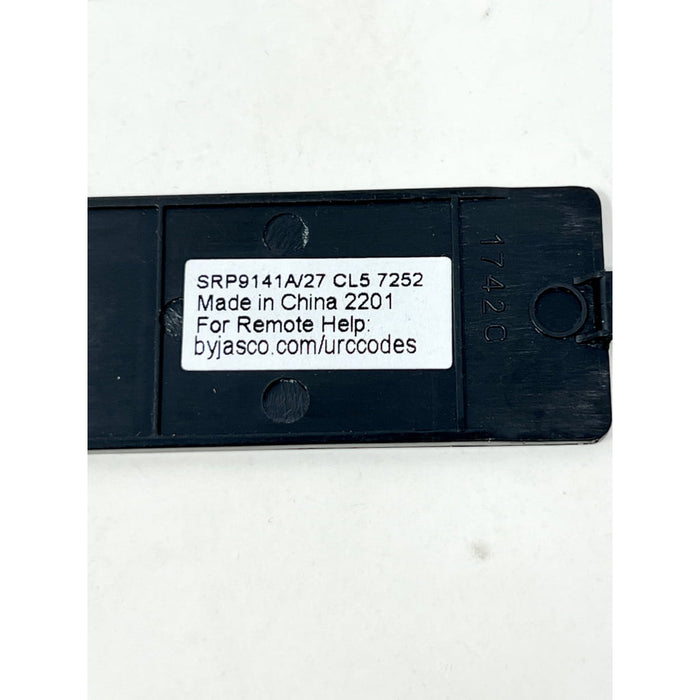 SRP9141A/27 CL5 7252
Made in China 2201
For Remote Help:
byjasco.com/urccodes
1742C